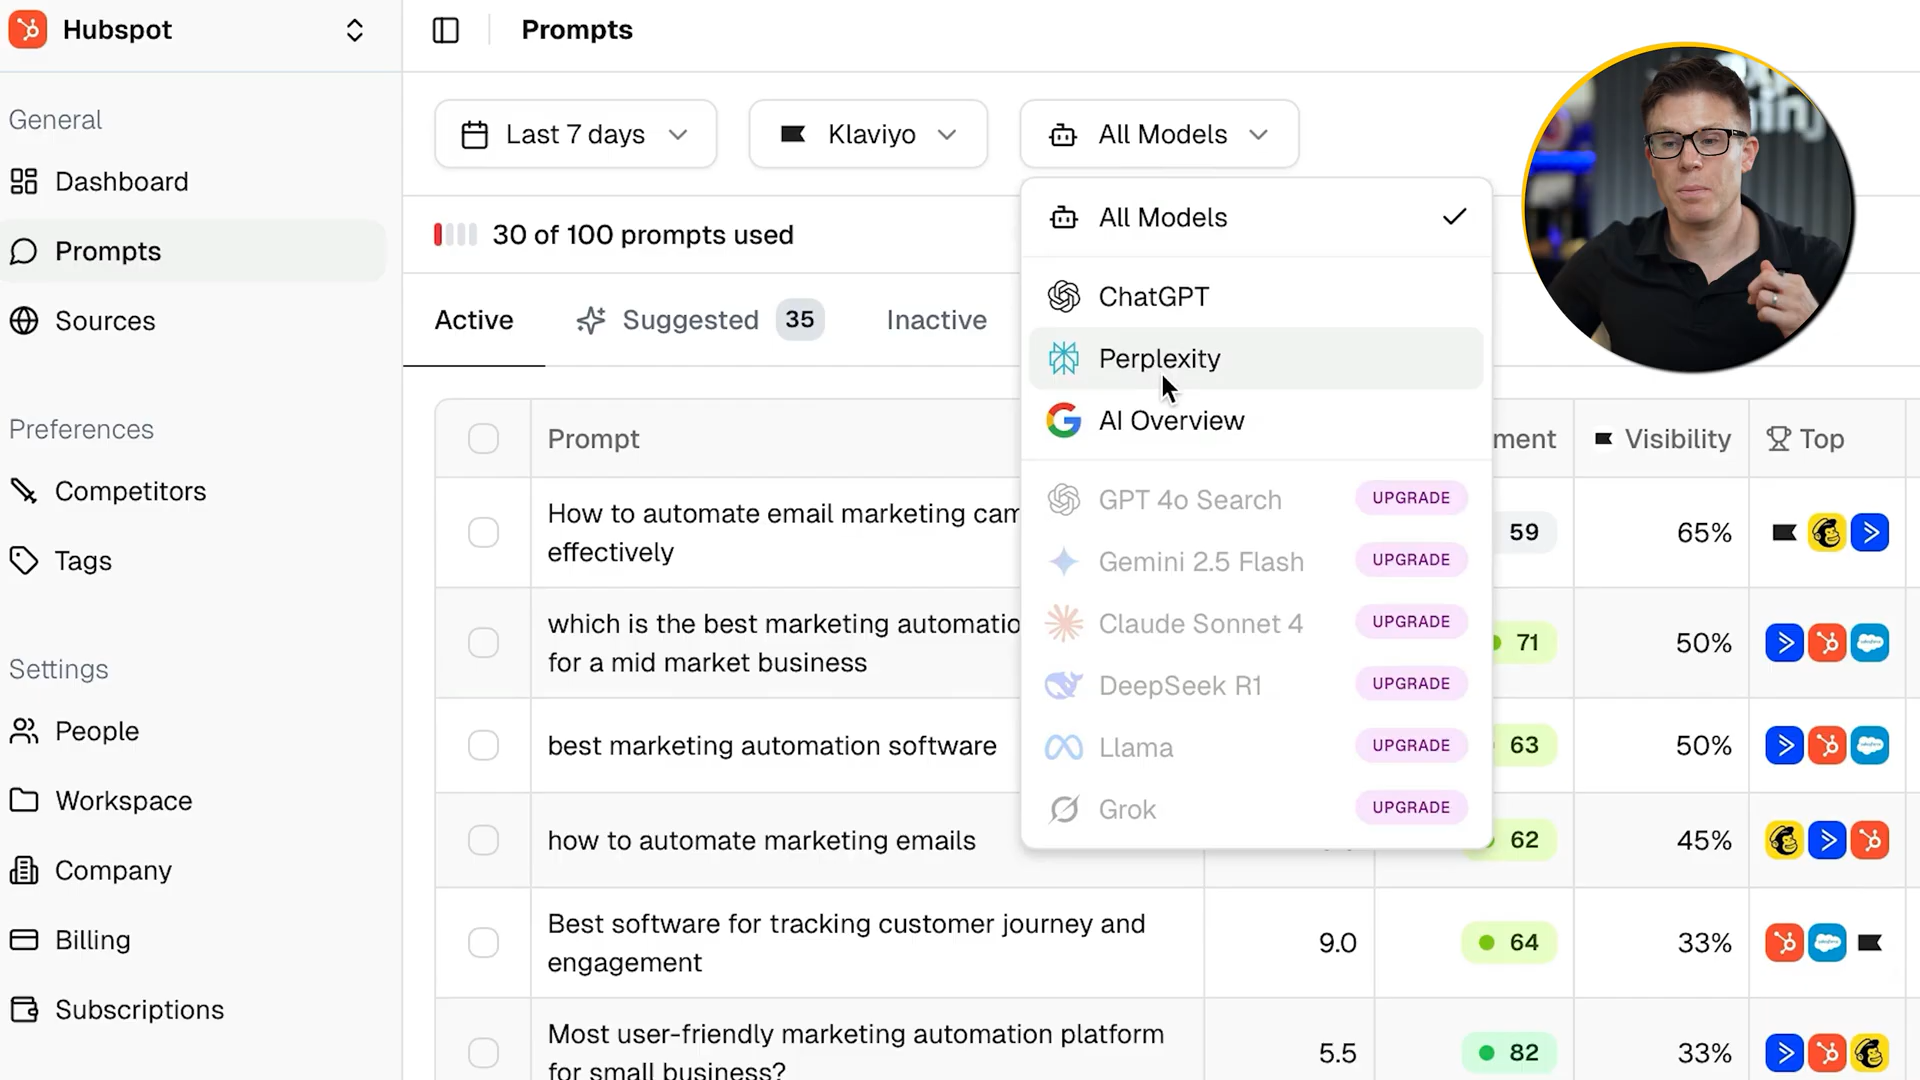 Hubspot
Prompts
General
Dashboard
Prompts
Sources
Preferences
Competitors
Tags
Settings
People
Workspace
Company
Billing
Subscriptions
Last 7 days
Klaviyo
All Models
30 of 100 prompts used
Active
Suggested 35
Inactive
All Models
ChatGPT
Perplexity
AI Overview
GPT 4o Search UPGRADE
Gemini 2.5 Flash UPGRADE
Claude Sonnet 4 UPGRADE
DeepSeek R1 UPGRADE
Llama UPGRADE
Grok UPGRADE
Prompt
ment
Visibility
Top
How to automate email marketing cam
effectively
59
65%
which is the best marketing automatio
for a mid market business
71
50%
best marketing automation software
63
50%
how to automate marketing emails
62
45%
Best software for tracking customer journey and
engagement
9.0
64
33%
Most user-friendly marketing automation platform
for small business?
5.5
82
33%